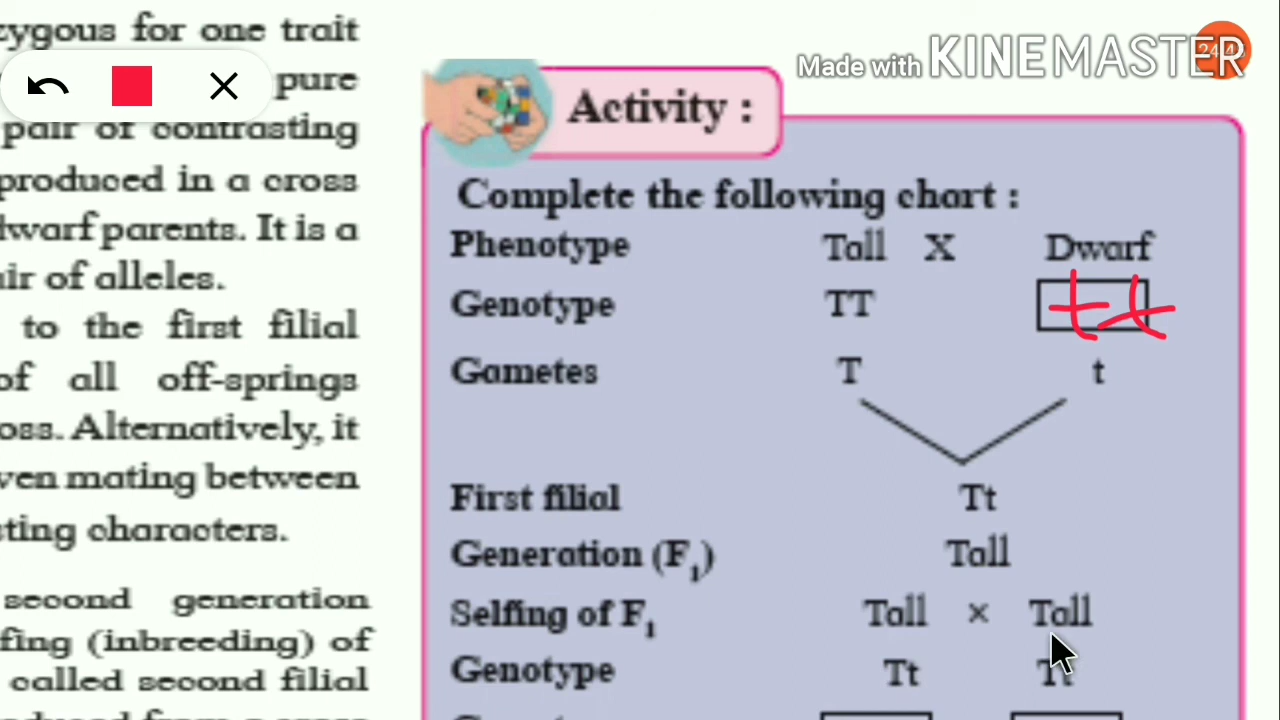 zygous for one trait
pure
pair of contrasting
produced in a cross
dwarf parents. It is a
air of alleles.
to the first filial
of all off-springs
oss. Alternatively, it
ven mating between
sting characters.
second generation
fing (inbreeding) of
called second filial
Made with KINEMASTER
Activity :
Complete the following chart :
Phenotype Tall X Dwarf
Genotype TT tt
Gametes T t
First filial Tt
Generation (F1) Tall
Selfing of F1 Tall × Tall
Genotype Tt Tt